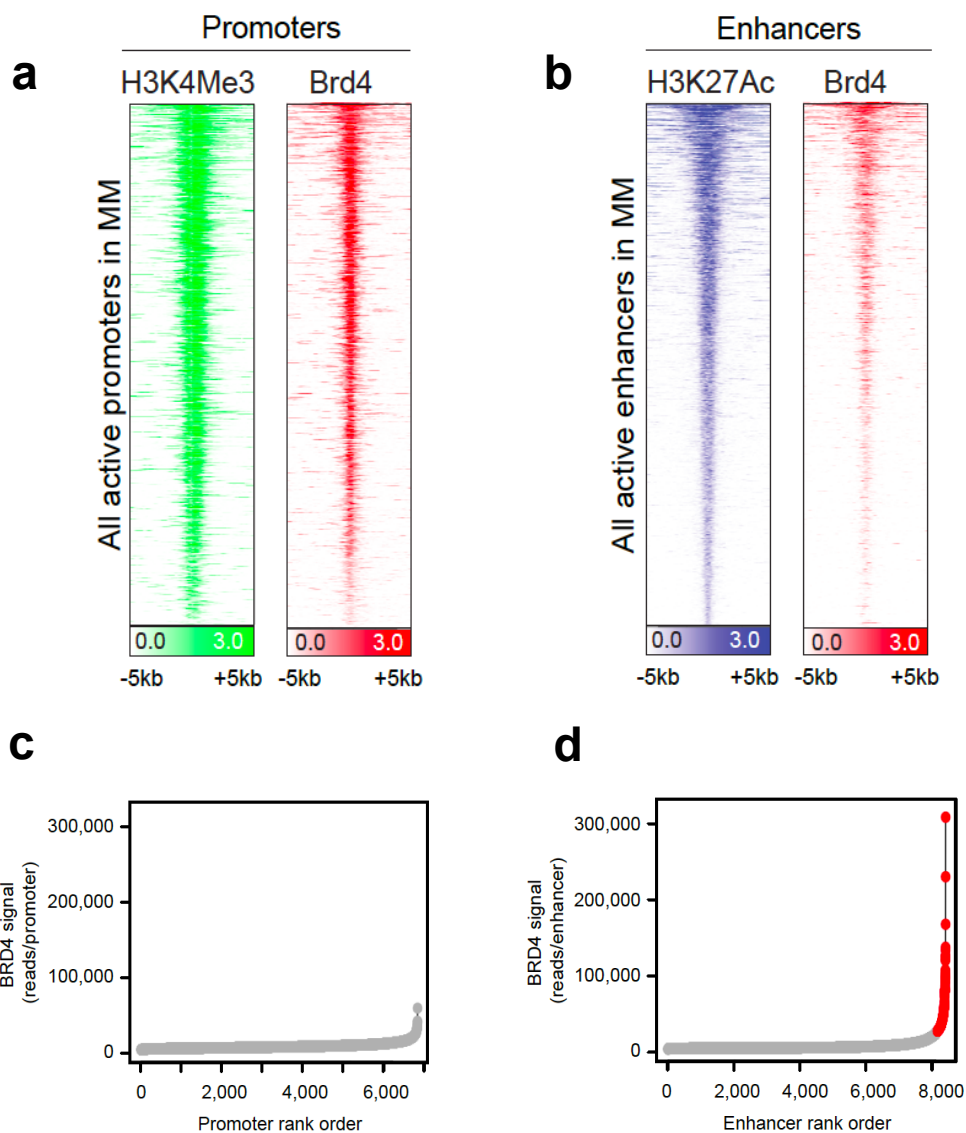 Promoters
a
H3K4Me3 Brd4
All active promoters in MM
0.0 3.0 0.0 3.0
-5kb +5kb -5kb +5kb
Enhancers
b
H3K27Ac Brd4
All active enhancers in MM
0.0 3.0 0.0 3.0
-5kb +5kb -5kb +5kb
c
BRD4 signal
(reads/promoter)
300,000
200,000
100,000
0
0 2,000 4,000 6,000
Promoter rank order
d
BRD4 signal
(reads/enhancer)
300,000
200,000
100,000
0
0 2,000 4,000 6,000 8,000
Enhancer rank order